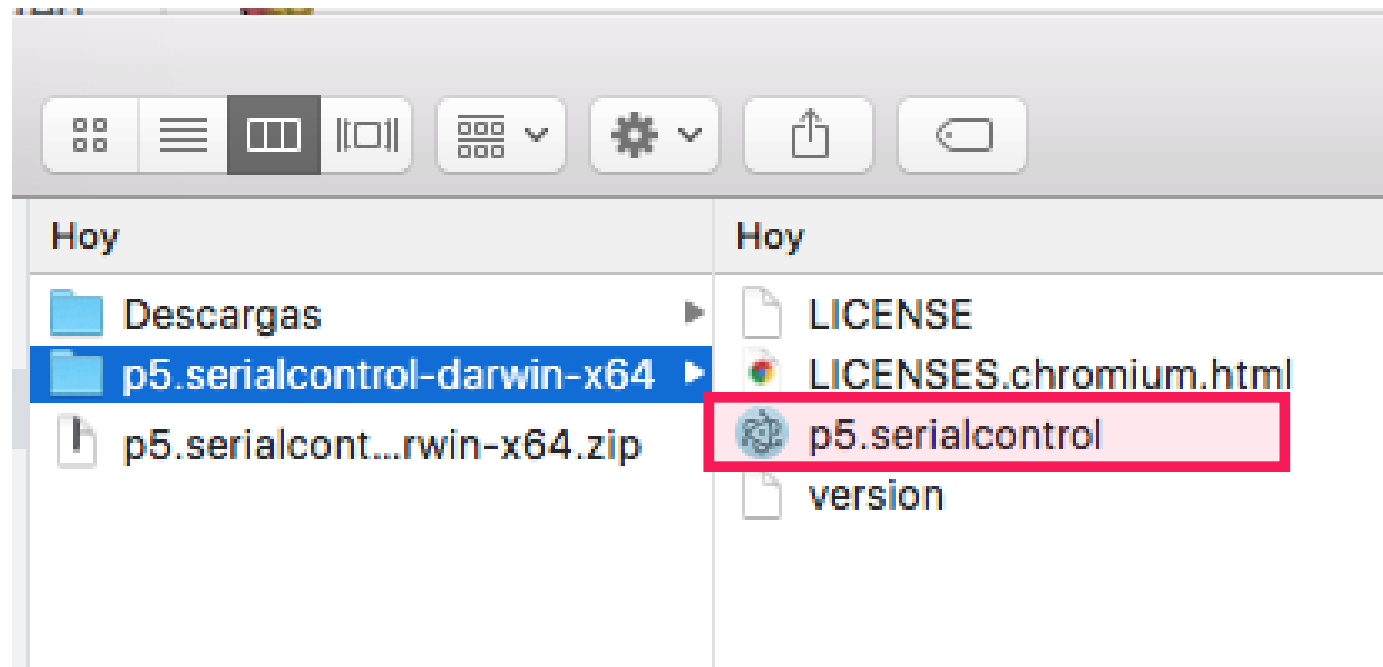 Hoy
Descargas
p5.serialcontrol-darwin-x64
p5.serialcont...rwin-x64.zip
Hoy
LICENSE
LICENSES.chromium.html
p5.serialcontrol
version